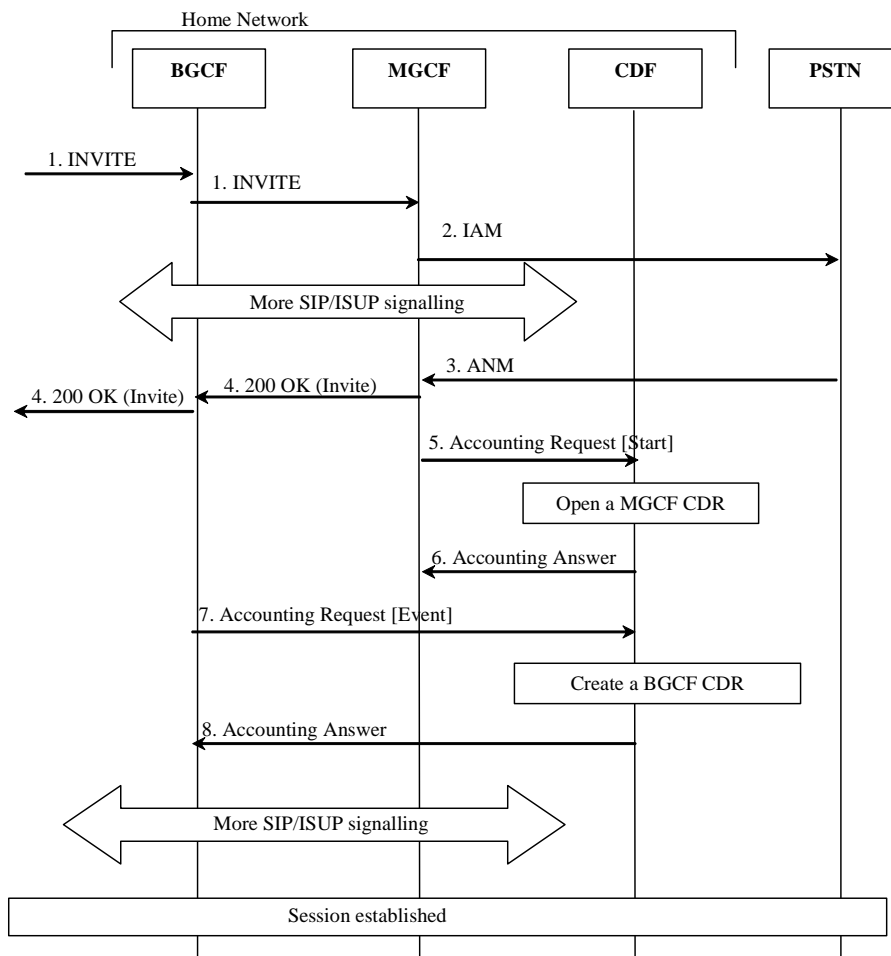 Home Network
BGCF
MGCF
CDF
PSTN
1. INVITE
1. INVITE
2. IAM
More SIP/ISUP signalling
3. ANM
4. 200 OK (Invite)
4. 200 OK (Invite)
5. Accounting Request [Start]
Open a MGCF CDR
6. Accounting Answer
7. Accounting Request [Event]
Create a BGCF CDR
8. Accounting Answer
More SIP/ISUP signalling
Session established